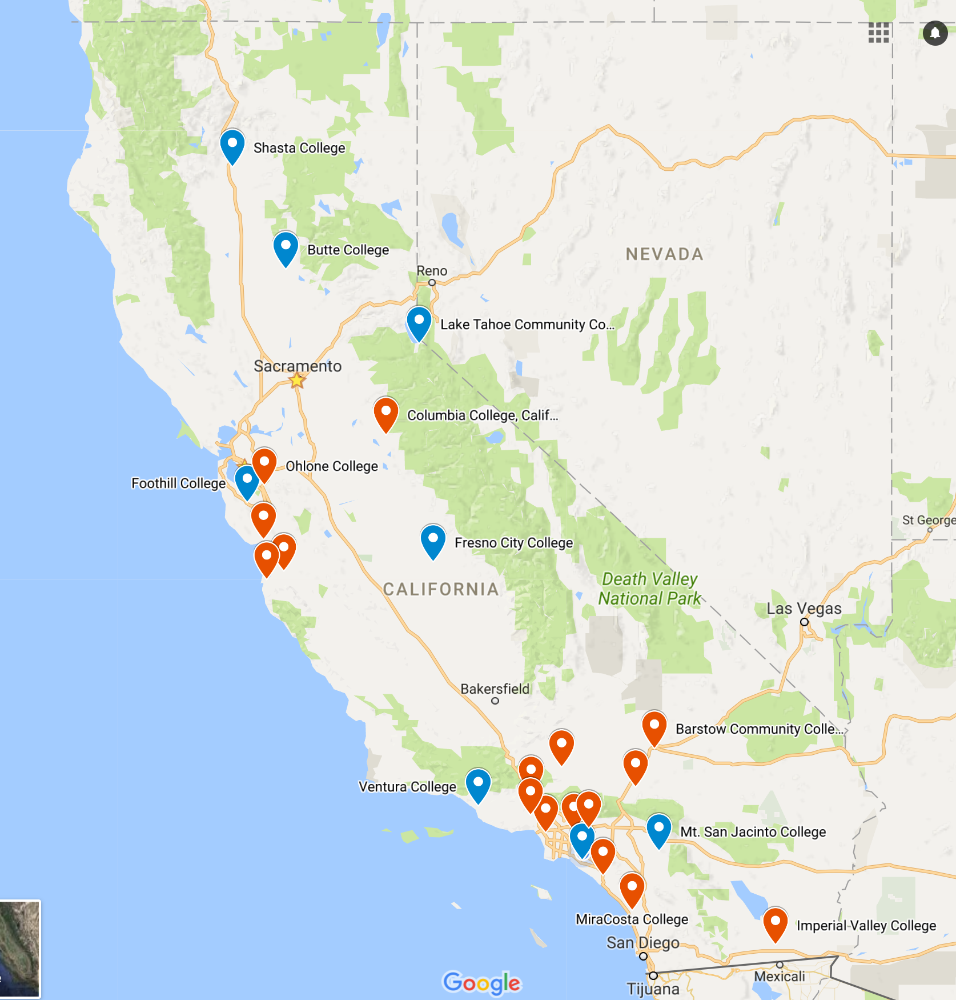 Shasta College
Butte College
NEVADA
Reno
Lake Tahoe Community Co...
Sacramento
Columbia College, Calif...
Ohlone College
Foothill College
St George
Fresno City College
Death Valley
National Park
CALIFORNIA
Las Vegas
Bakersfield
Barstow Community Colle...
Ventura College
Mt. San Jacinto College
MiraCosta College
Imperial Valley College
San Diego
Mexicali
Google
Tijuana